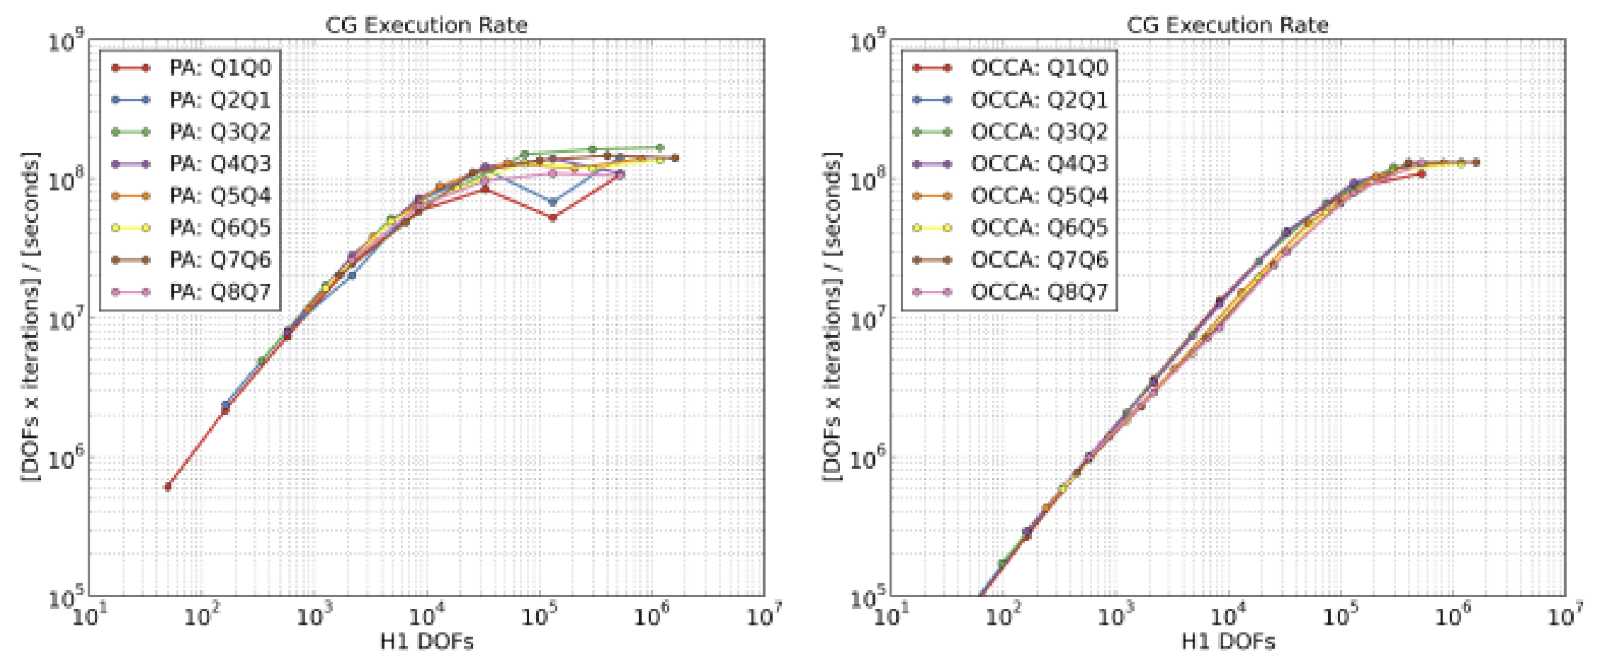 CG Execution Rate
10⁹
PA: Q1Q0
PA: Q2Q1
PA: Q3Q2
PA: Q4Q3
PA: Q5Q4
PA: Q6Q5
PA: Q7Q6
PA: Q8Q7
10⁸
10⁷
10⁶
10⁵
[DOFs x iterations] / [seconds]
10¹ 10² 10³ 10⁴ 10⁵ 10⁶ 10⁷
H1 DOFs
CG Execution Rate
10⁹
OCCA: Q1Q0
OCCA: Q2Q1
OCCA: Q3Q2
OCCA: Q4Q3
OCCA: Q5Q4
OCCA: Q6Q5
OCCA: Q7Q6
OCCA: Q8Q7
10⁸
10⁷
10⁶
10⁵
[DOFs x iterations] / [seconds]
10¹ 10² 10³ 10⁴ 10⁵ 10⁶ 10⁷
H1 DOFs